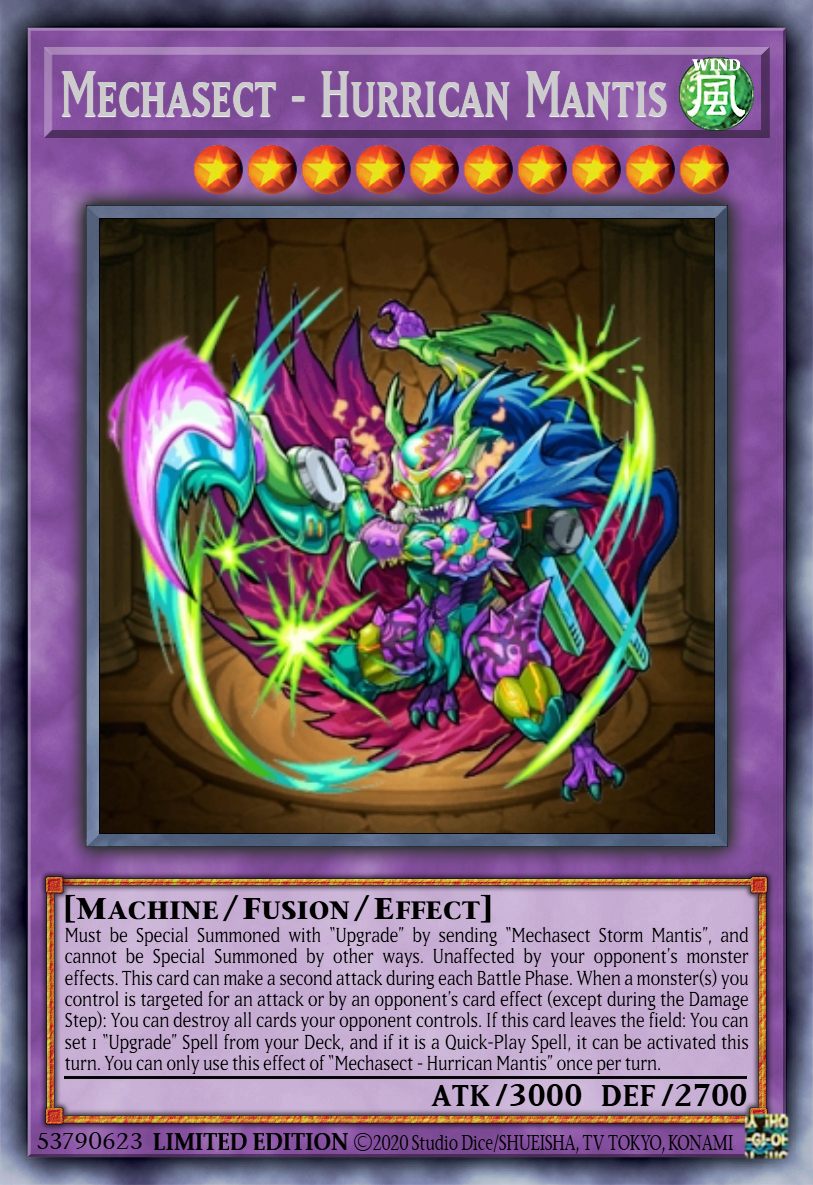 Mechasect - Hurrican Mantis
WIND
風
[Machine/Fusion/Effect]
Must be Special Summoned with "Upgrade" by sending "Mechasect Storm Mantis", and
cannot be Special Summoned by other ways. Unaffected by your opponent's monster
effects. This card can make a second attack during each Battle Phase. When a monster(s) you
control is targeted for an attack or by an opponent's card effect (except during the Damage
Step): You can destroy all cards your opponent controls. If this card leaves the field: You can
set 1 "Upgrade" Spell from your Deck, and if it is a Quick-Play Spell, it can be activated this
turn. You can only use this effect of "Mechasect - Hurrican Mantis" once per turn.
ATK/3000 DEF/2700
53790623 LIMITED EDITION ©2020 Studio Dice/SHUEISHA, TV TOKYO, KONAMI